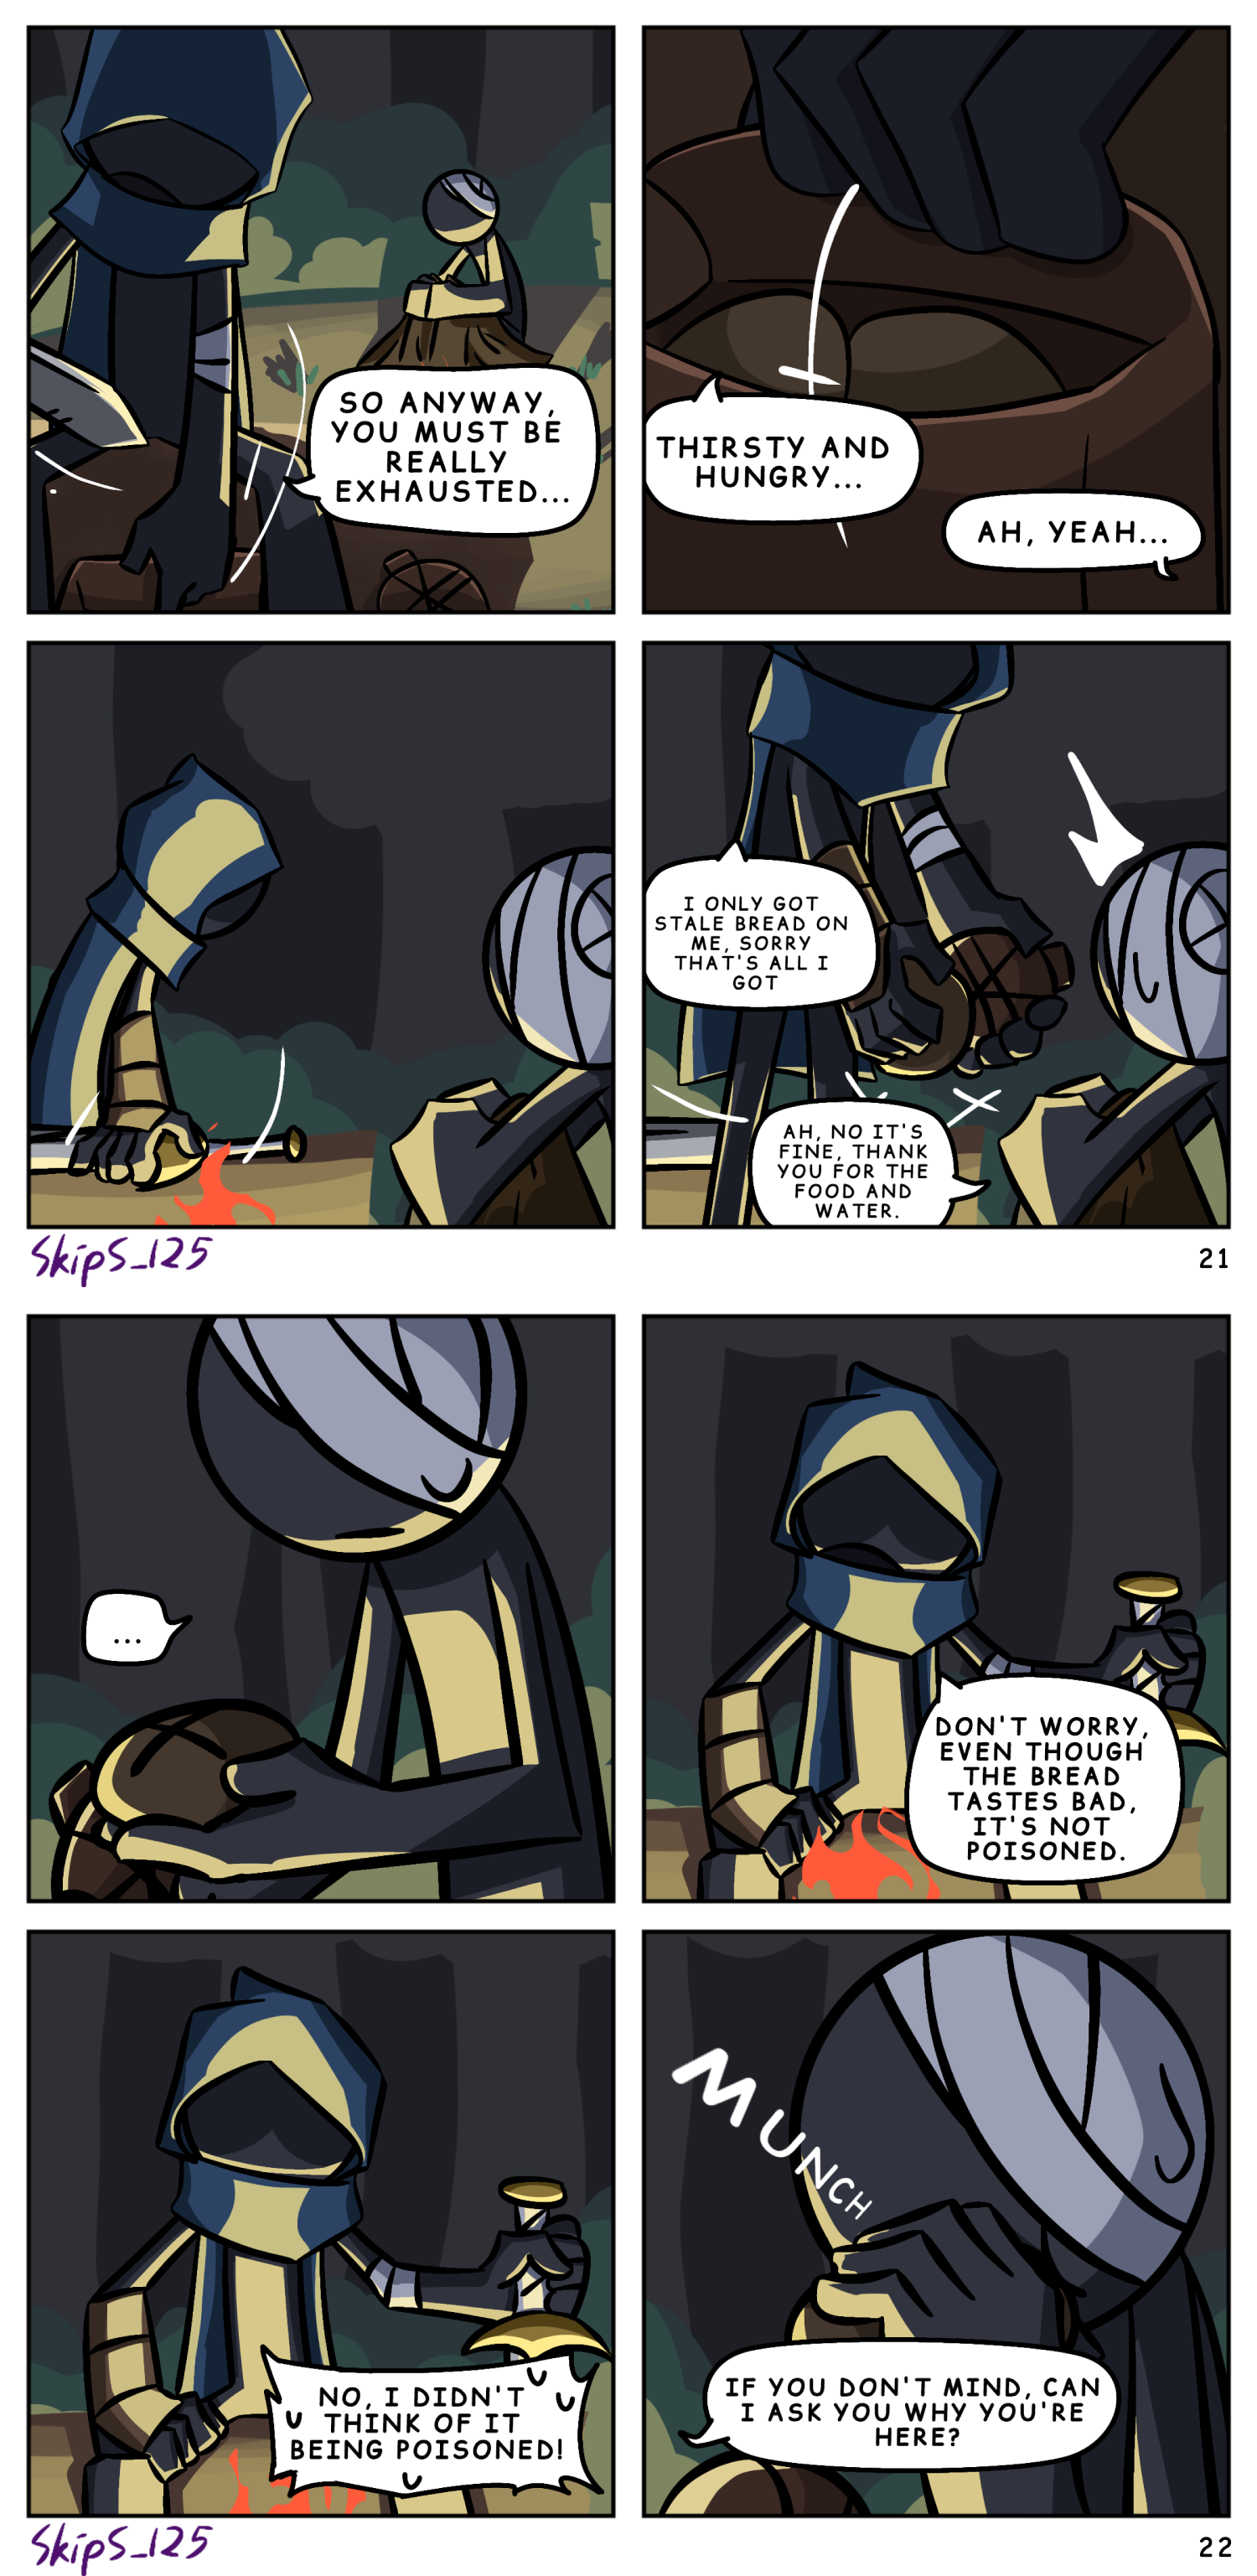 SO ANYWAY,
YOU MUST BE
REALLY
EXHAUSTED...
THIRSTY AND
HUNGRY...
AH, YEAH...
I ONLY GOT
STALE BREAD ON
ME, SORRY
THAT'S ALL I
GOT
AH, NO IT'S
FINE, THANK
YOU FOR THE
FOOD AND
WATER.
SkipS_125
21
...
DON'T WORRY,
EVEN THOUGH
THE BREAD
TASTES BAD,
IT'S NOT
POISONED.
NO, I DIDN'T
THINK OF IT
BEING POISONED!
MUNCH
IF YOU DON'T MIND, CAN
I ASK YOU WHY YOU'RE
HERE?
SkipS_125
22